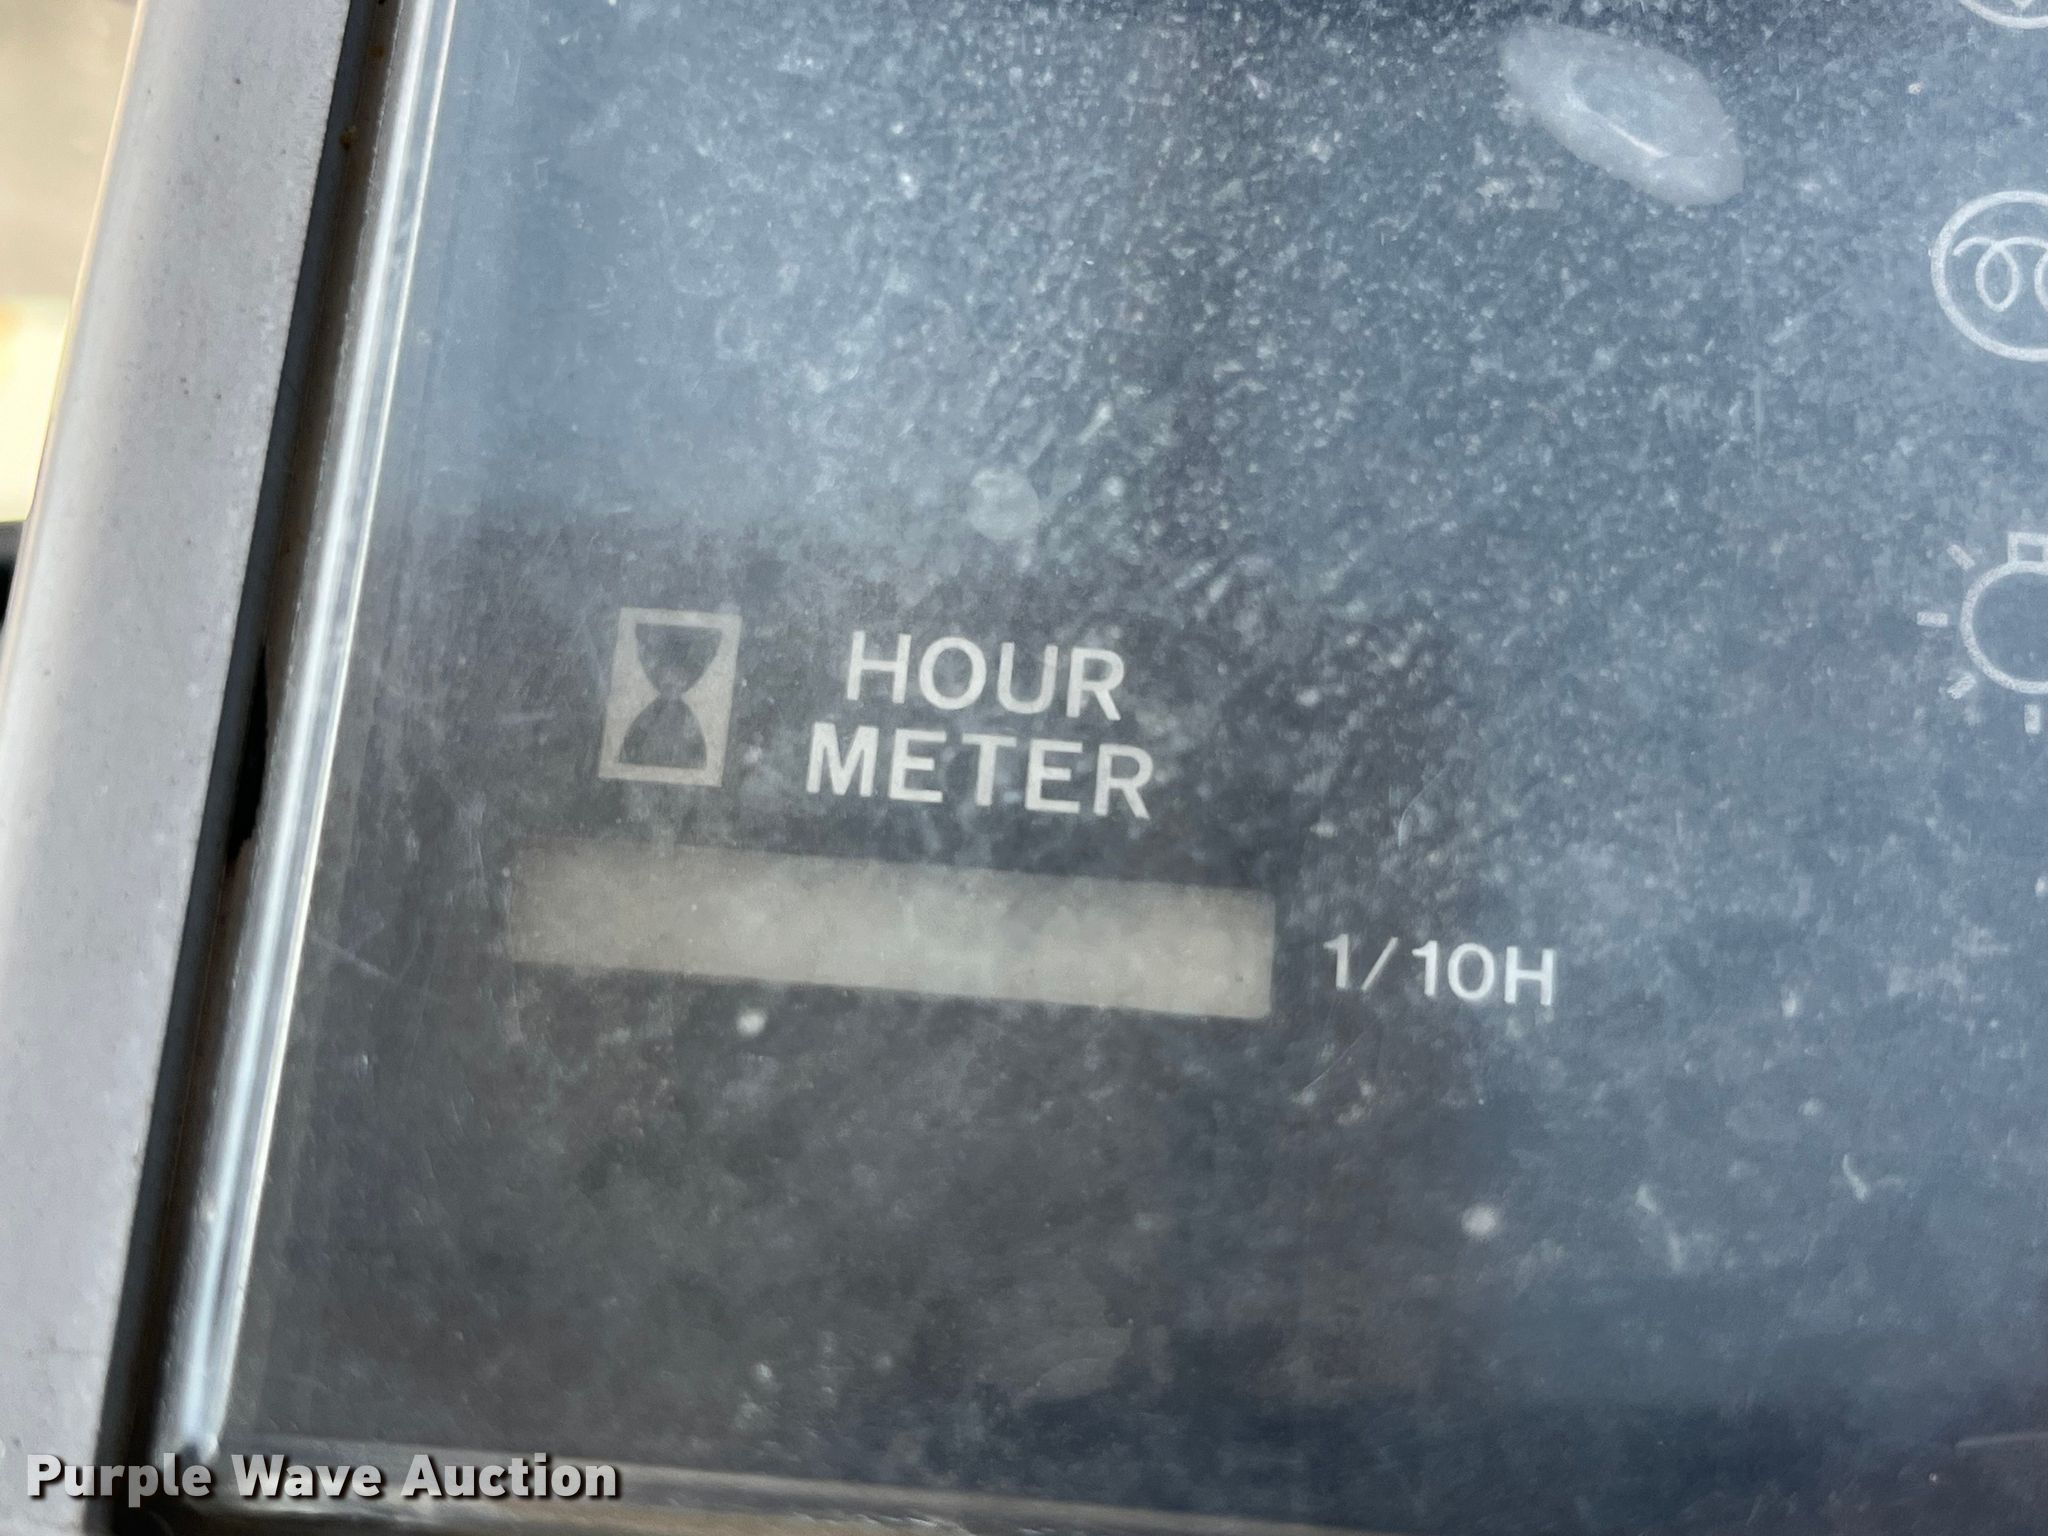 HOUR
METER
1/10H
Purple Wave Auction